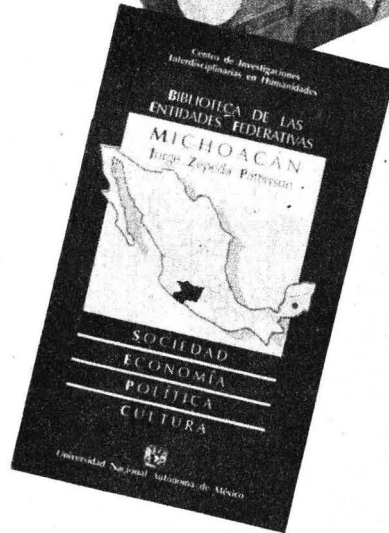 Centro de Investigaciones
Interdisciplinarias en Humanidades
BIBLIOTECA DE LAS
ENTIDADES FEDERATIVAS
MICHOACÁN
Jorge Zepeda Patterson
SOCIEDAD
ECONOMÍA
POLÍTICA
CULTURA
Universidad Nacional Autónoma de México